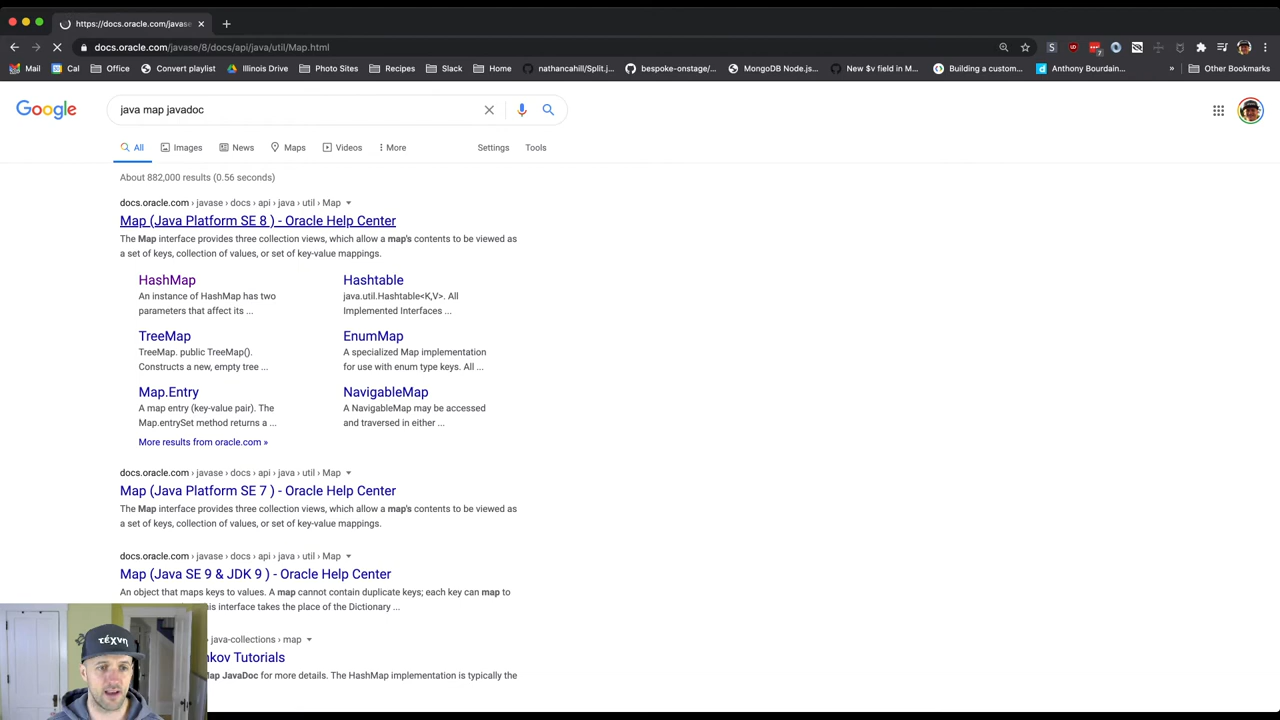 https://docs.oracle.com/javase
docs.oracle.com/javase/8/docs/api/java/util/Map.html
Mail Cal Office Convert playlist Illinois Drive Photo Sites Recipes Slack Home nathancahill/Split.j... bespoke-onstage/... MongoDB Node.js... New $v field in M... Building a custom... Anthony Bourdain... » Other Bookmarks
Google java map javadoc
All Images News Maps Videos More Settings Tools
About 882,000 results (0.56 seconds)
docs.oracle.com › javase › docs › api › java › util › Map
Map (Java Platform SE 8 ) - Oracle Help Center
The Map interface provides three collection views, which allow a map's contents to be viewed as
a set of keys, collection of values, or set of key-value mappings.
HashMap
An instance of HashMap has two
parameters that affect its ...
Hashtable
java.util.Hashtable<K,V>. All
Implemented Interfaces ...
TreeMap
TreeMap. public TreeMap().
Constructs a new, empty tree ...
EnumMap
A specialized Map implementation
for use with enum type keys. All ...
Map.Entry
A map entry (key-value pair). The
Map.entrySet method returns a ...
NavigableMap
A NavigableMap may be accessed
and traversed in either ...
More results from oracle.com »
docs.oracle.com › javase › docs › api › java › util › Map
Map (Java Platform SE 7 ) - Oracle Help Center
The Map interface provides three collection views, which allow a map's contents to be viewed as
a set of keys, collection of values, or set of key-value mappings.
docs.oracle.com › javase › docs › api › java › util › Map
Map (Java SE 9 & JDK 9 ) - Oracle Help Center
An object that maps keys to values. A map cannot contain duplicate keys; each key can map to
his interface takes the place of the Dictionary ...
java-collections › map
nkov Tutorials
ap JavaDoc for more details. The HashMap implementation is typically the
τέχνη